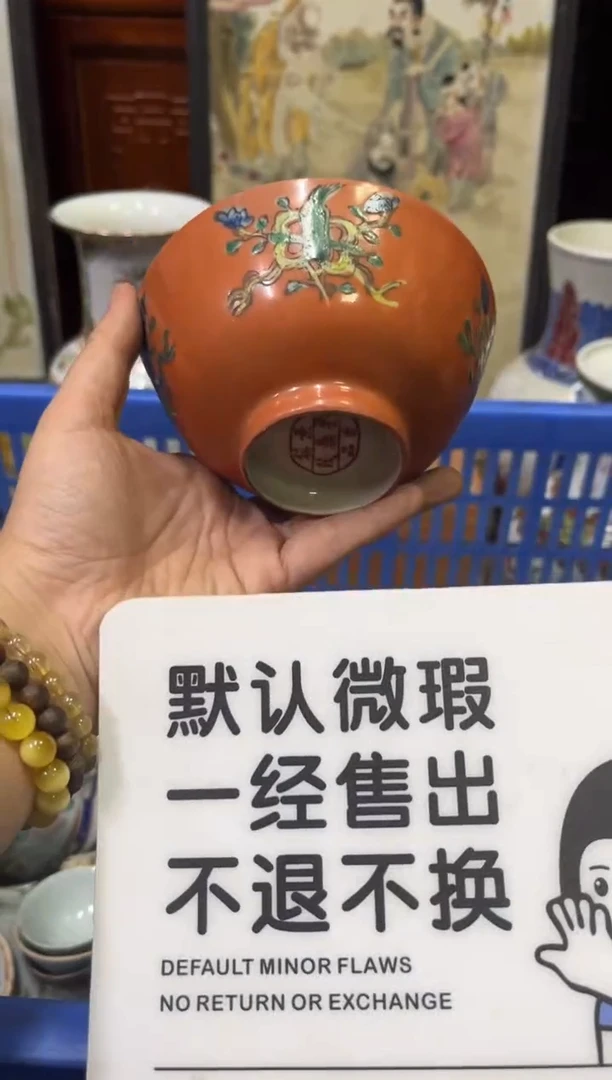 默认微瑕
一经售出
不退不换
DEFAULT MINOR FLAWS
NO RETURN OR EXCHANGE